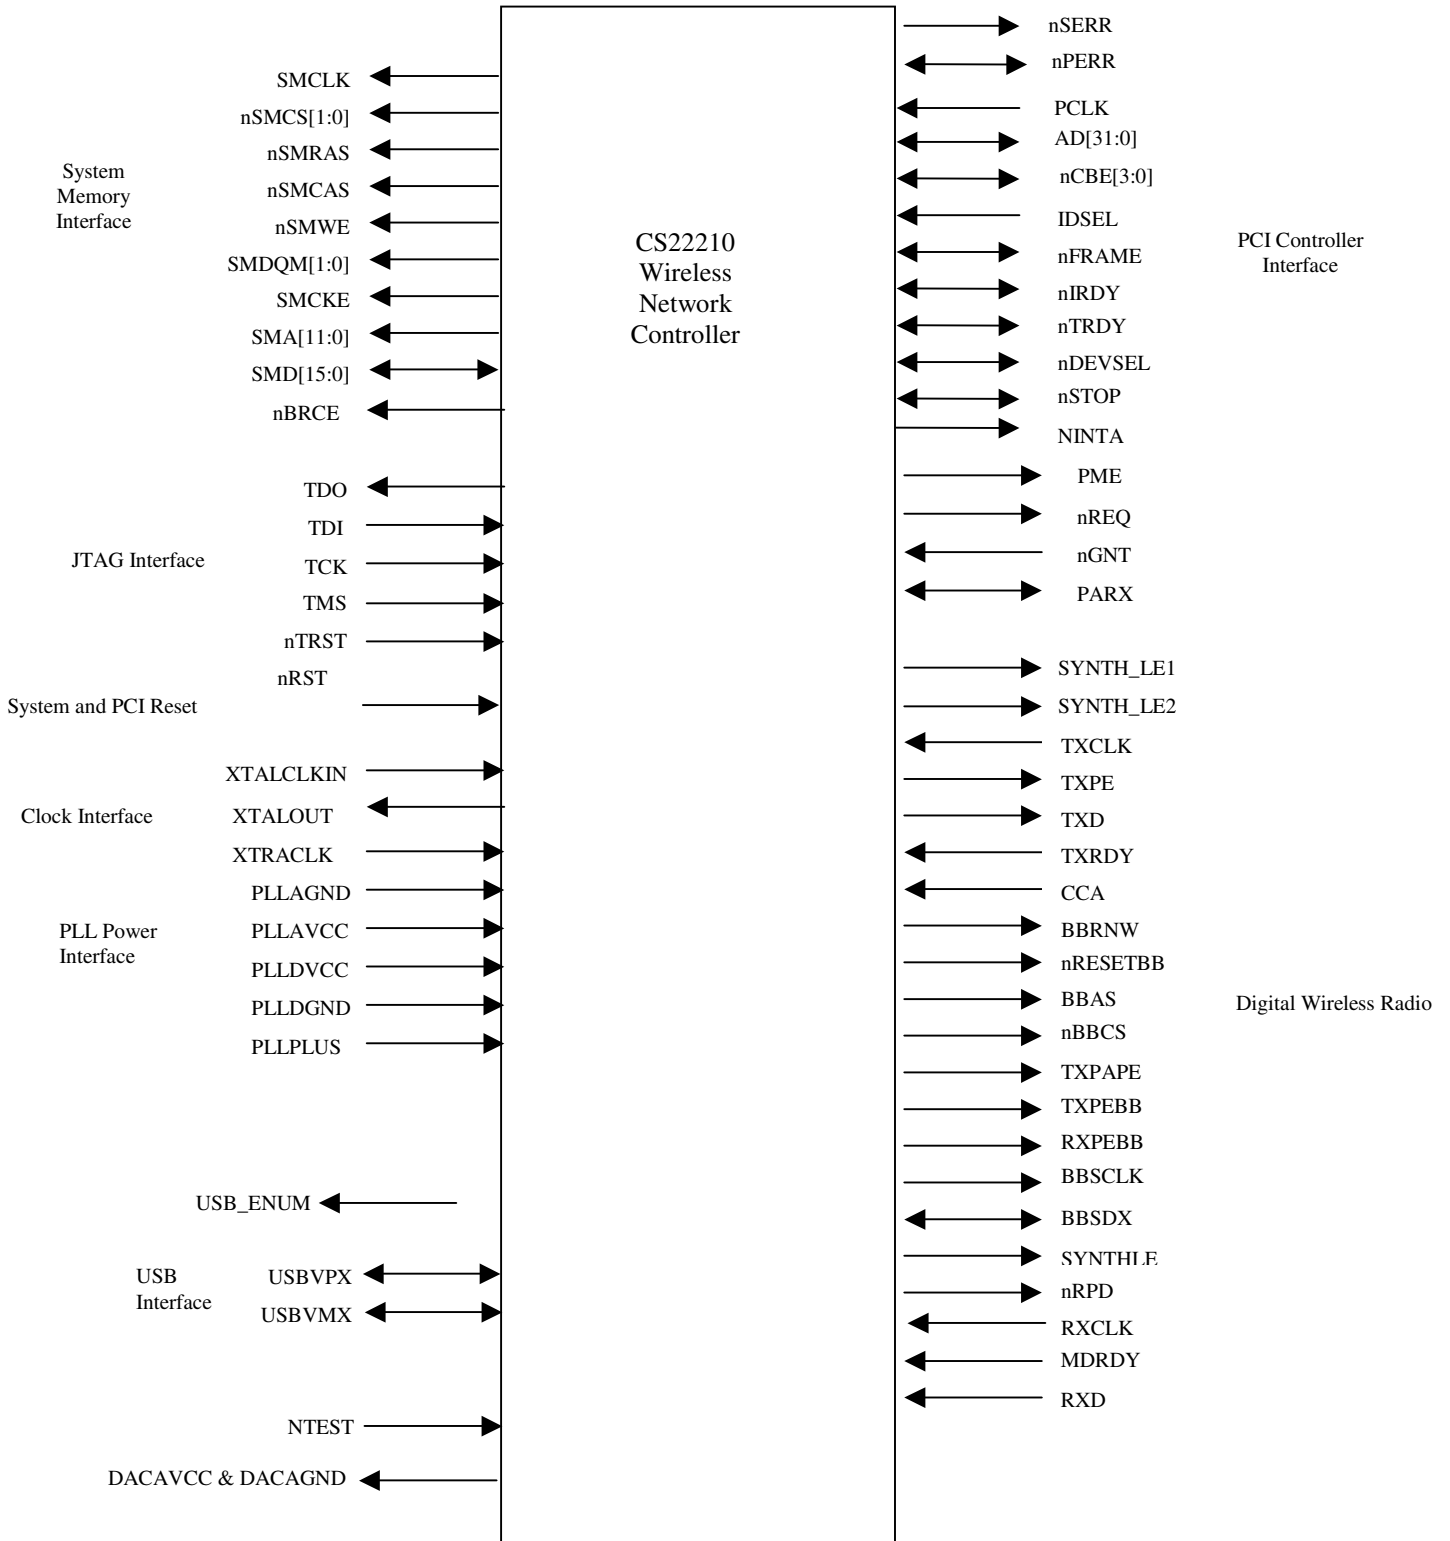 SMCLK
nSMCS[1:0]
nSMRAS
nSMCAS
nSMWE
SMDQM[1:0]
SMCKE
SMA[11:0]
SMD[15:0]
nBRCE
System
Memory
Interface
TDO
TDI
TCK
TMS
nTRST
JTAG Interface
nRST
System and PCI Reset
XTALCLKIN
XTALOUT
XTRACLK
Clock Interface
PLLAGND
PLLAVCC
PLLDVCC
PLLDGND
PLLPLUS
PLL Power
Interface
USB_ENUM
USBVPX
USBVMX
USB
Interface
NTEST
DACAVCC & DACAGND
CS22210
Wireless
Network
Controller
nSERR
nPERR
PCLK
AD[31:0]
nCBE[3:0]
IDSEL
nFRAME
nIRDY
nTRDY
nDEVSEL
nSTOP
NINTA
PME
nREQ
nGNT
PARX
PCI Controller
Interface
SYNTH_LE1
SYNTH_LE2
TXCLK
TXPE
TXD
TXRDY
CCA
BBRNW
nRESETBB
BBAS
nBBCS
TXPAPE
TXPEBB
RXPEBB
BBSCLK
BBSDX
SYNTHLE
nRPD
RXCLK
MDRDY
RXD
Digital Wireless Radio